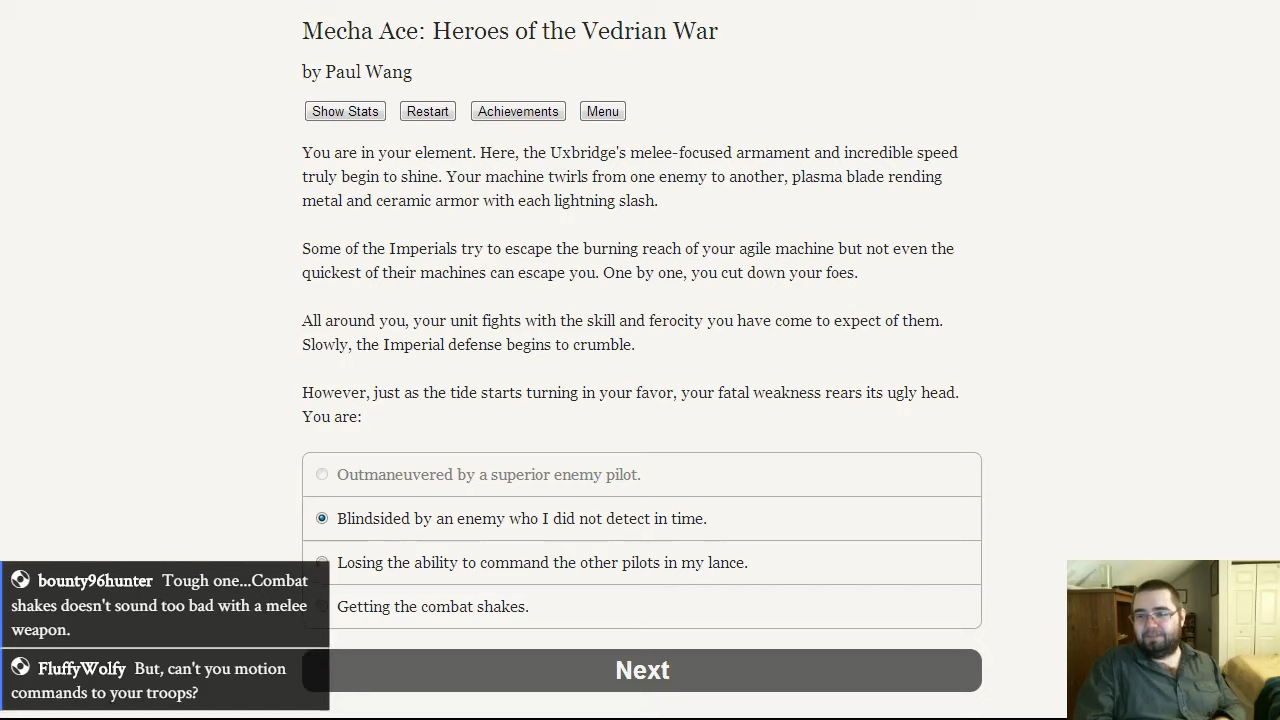 Mecha Ace: Heroes of the Vedrian War
by Paul Wang
Show Stats Restart Achievements Menu
You are in your element. Here, the Uxbridge's melee-focused armament and incredible speed
truly begin to shine. Your machine twirls from one enemy to another, plasma blade rending
metal and ceramic armor with each lightning slash.
Some of the Imperials try to escape the burning reach of your agile machine but not even the
quickest of their machines can escape you. One by one, you cut down your foes.
All around you, your unit fights with the skill and ferocity you have come to expect of them.
Slowly, the Imperial defense begins to crumble.
However, just as the tide starts turning in your favor, your fatal weakness rears its ugly head.
You are:
Outmaneuvered by a superior enemy pilot.
Blindsided by an enemy who I did not detect in time.
Losing the ability to command the other pilots in my lance.
Getting the combat shakes.
Next
bounty96hunter Tough one...Combat
shakes doesn't sound too bad with a melee
weapon.
FluffyWolfy But, can't you motion
commands to your troops?